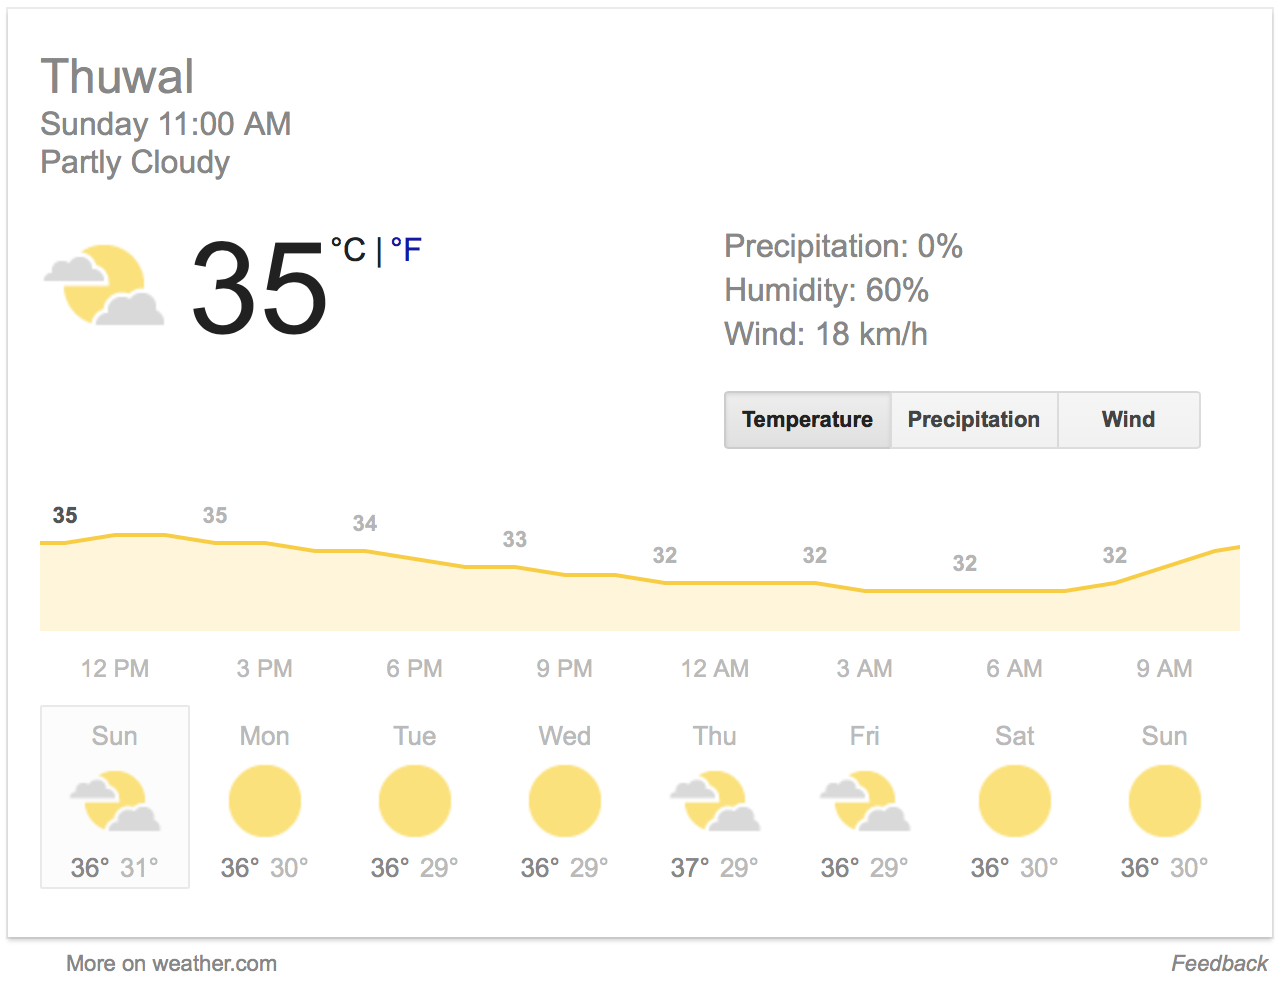 Thuwal
Sunday 11:00 AM
Partly Cloudy
35 °C | °F
Precipitation: 0%
Humidity: 60%
Wind: 18 km/h
Temperature Precipitation Wind
35 35 34 33 32 32 32 32
12 PM 3 PM 6 PM 9 PM 12 AM 3 AM 6 AM 9 AM
Sun Mon Tue Wed Thu Fri Sat Sun
36° 31° 36° 30° 36° 29° 36° 29° 37° 29° 36° 29° 36° 30° 36° 30°
More on weather.com Feedback